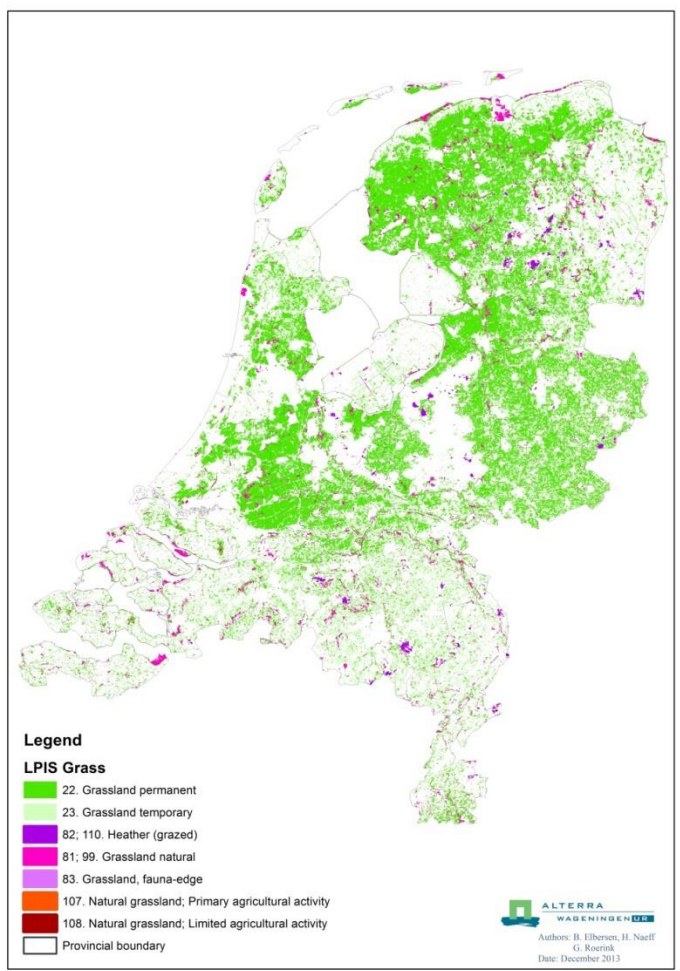 Legend
LPIS Grass
22. Grassland permanent
23. Grassland temporary
82; 110. Heather (grazed)
81; 99. Grassland natural
83. Grassland, fauna-edge
107. Natural grassland; Primary agricultural activity
108. Natural grassland; Limited agricultural activity
Provincial boundary
ALTERRA
WAGENINGEN UR
Authors: B. Elbersen, H. Naeff
G. Roerink
Date: December 2013